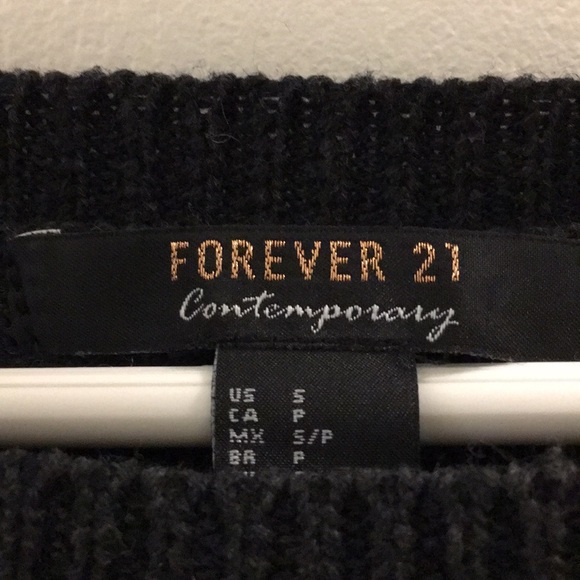 FOREVER 21
Contemporary
US S
CA P
MX S/P
BR P